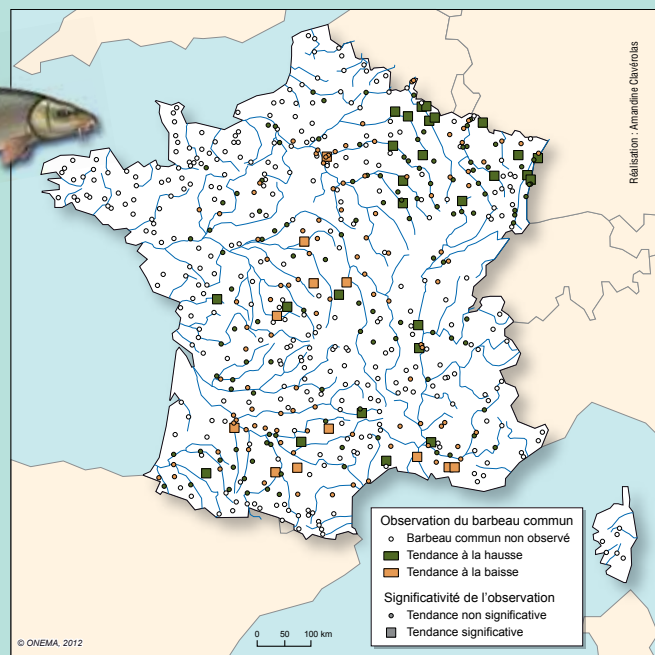 Réalisation : Amandine Clavérolas
Observation du barbeau commun
Barbeau commun non observé
Tendance à la hausse
Tendance à la baisse
Significativité de l'observation
Tendance non significative
Tendance significative
0 50 100 km
© ONEMA, 2012